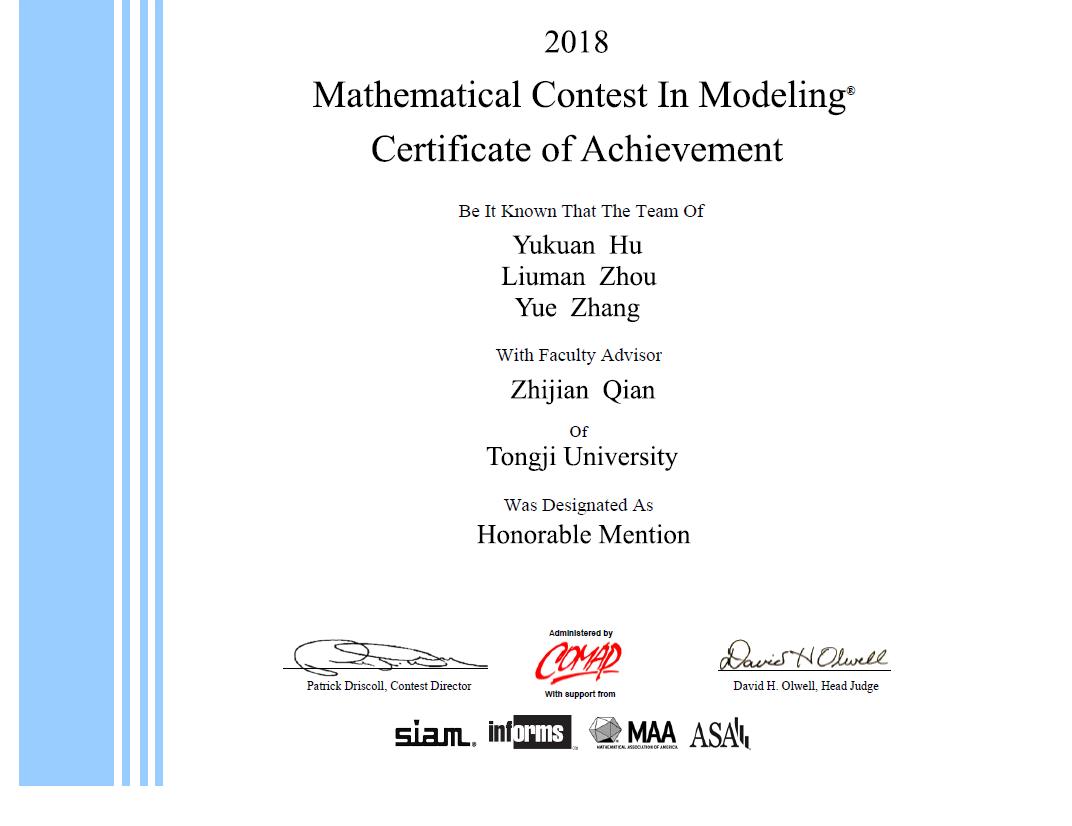 2018
Mathematical Contest In Modeling®
Certificate of Achievement
Be It Known That The Team Of
Yukuan Hu
Liuman Zhou
Yue Zhang
With Faculty Advisor
Zhijian Qian
Of
Tongji University
Was Designated As
Honorable Mention
Administered by
COMAP
David H Olwell
Patrick Driscoll, Contest Director
With support from
David H. Olwell, Head Judge
siam®
informs
MAA
MATHEMATICAL ASSOCIATION OF AMERICA
ASA